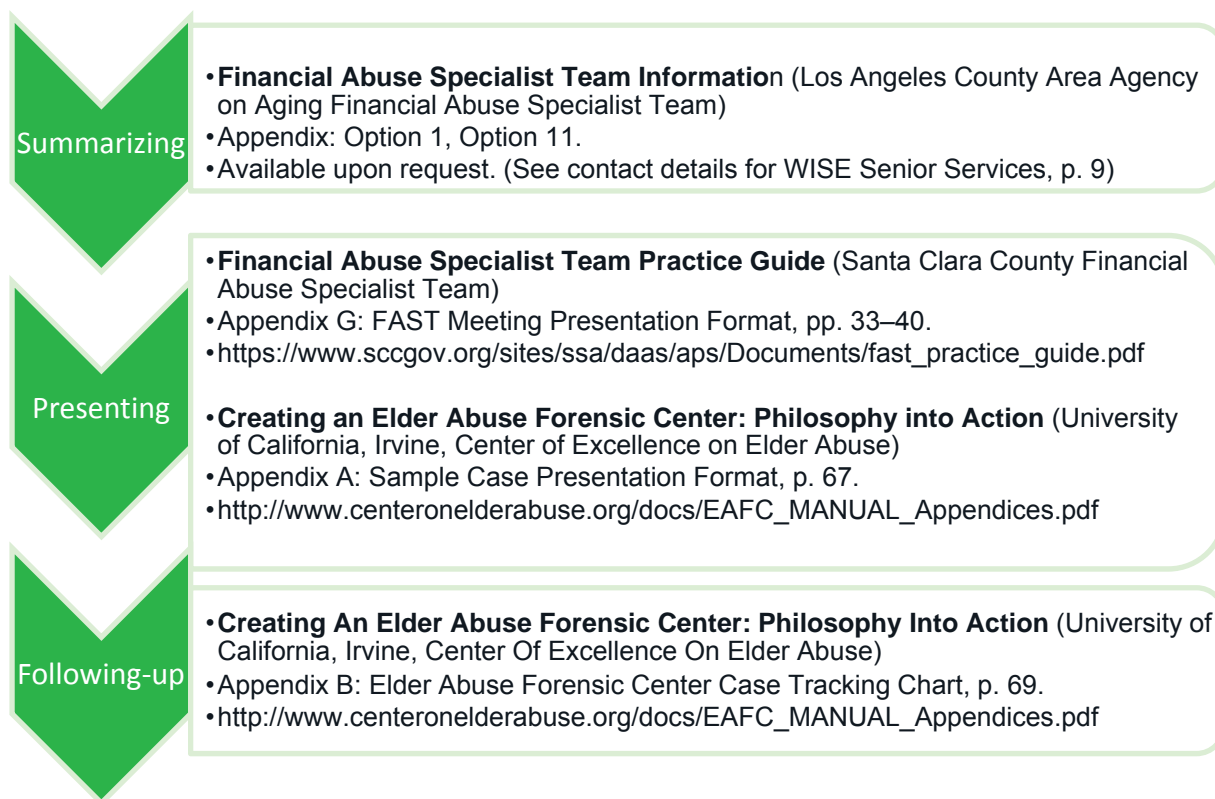 Summarizing
•Financial Abuse Specialist Team Information (Los Angeles County Area Agency
on Aging Financial Abuse Specialist Team)
•Appendix: Option 1, Option 11.
•Available upon request. (See contact details for WISE Senior Services, p. 9)
Presenting
•Financial Abuse Specialist Team Practice Guide (Santa Clara County Financial
Abuse Specialist Team)
•Appendix G: FAST Meeting Presentation Format, pp. 33–40.
•https://www.sccgov.org/sites/ssa/daas/aps/Documents/fast_practice_guide.pdf
•Creating an Elder Abuse Forensic Center: Philosophy into Action (University
of California, Irvine, Center of Excellence on Elder Abuse)
•Appendix A: Sample Case Presentation Format, p. 67.
•http://www.centeronelderabuse.org/docs/EAFC_MANUAL_Appendices.pdf
Following-up
•Creating An Elder Abuse Forensic Center: Philosophy Into Action (University of
California, Irvine, Center Of Excellence On Elder Abuse)
•Appendix B: Elder Abuse Forensic Center Case Tracking Chart, p. 69.
•http://www.centeronelderabuse.org/docs/EAFC_MANUAL_Appendices.pdf